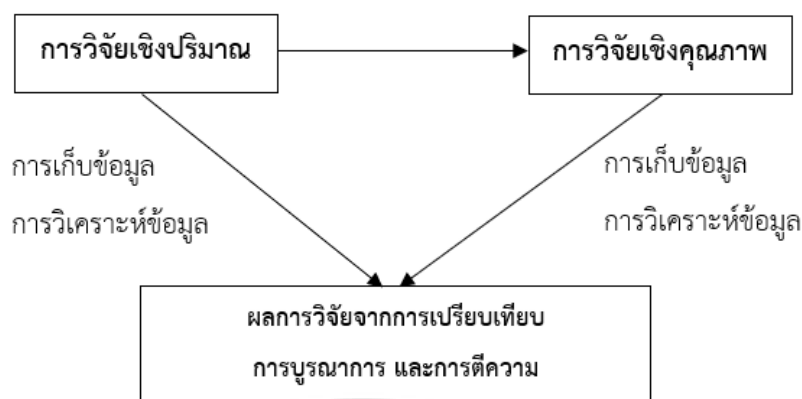 การวิจัยเชิงปริมาณ
การวิจัยเชิงคุณภาพ
การเก็บข้อมูล
การวิเคราะห์ข้อมูล
การเก็บข้อมูล
การวิเคราะห์ข้อมูล
ผลการวิจัยจากการเปรียบเทียบ
การบูรณาการ และการตีความ